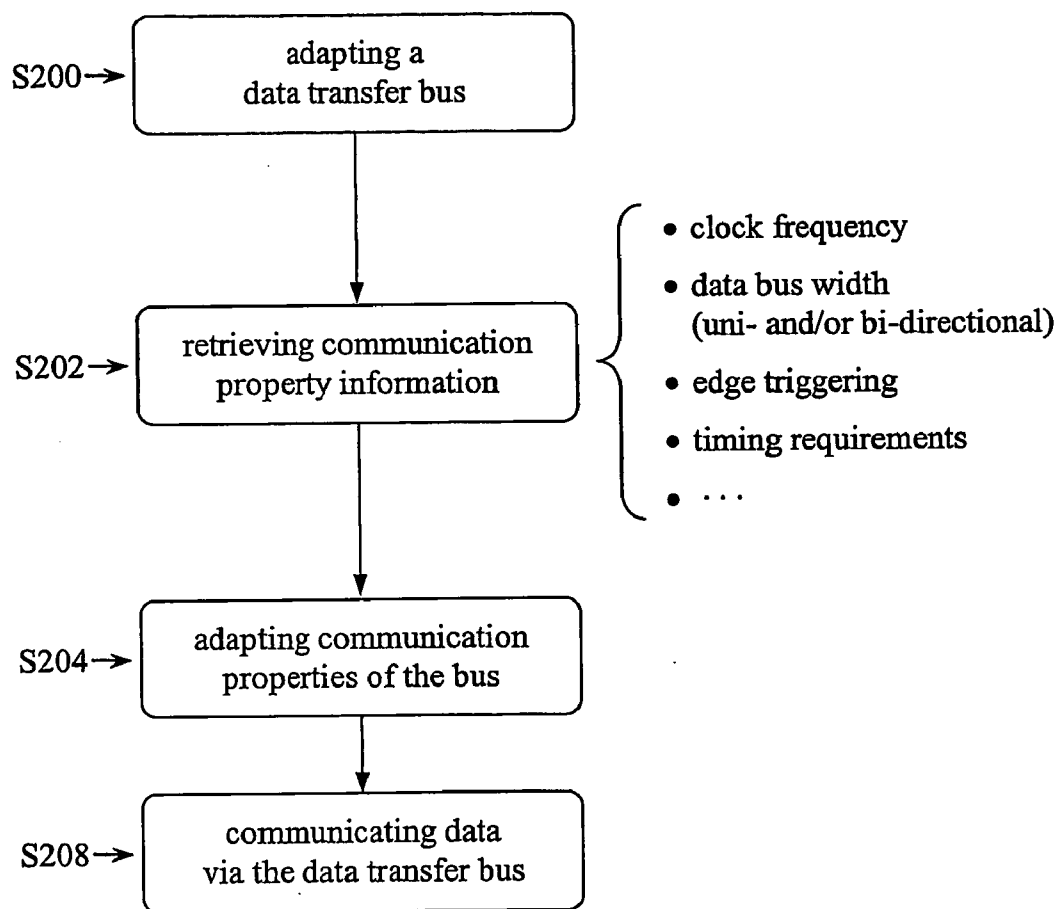 S200
adapting a
data transfer bus
S202
retrieving communication
property information
• clock frequency
• data bus width
(uni- and/or bi-directional)
• edge triggering
• timing requirements
• · · ·
S204
adapting communication
properties of the bus
S208
communicating data
via the data transfer bus